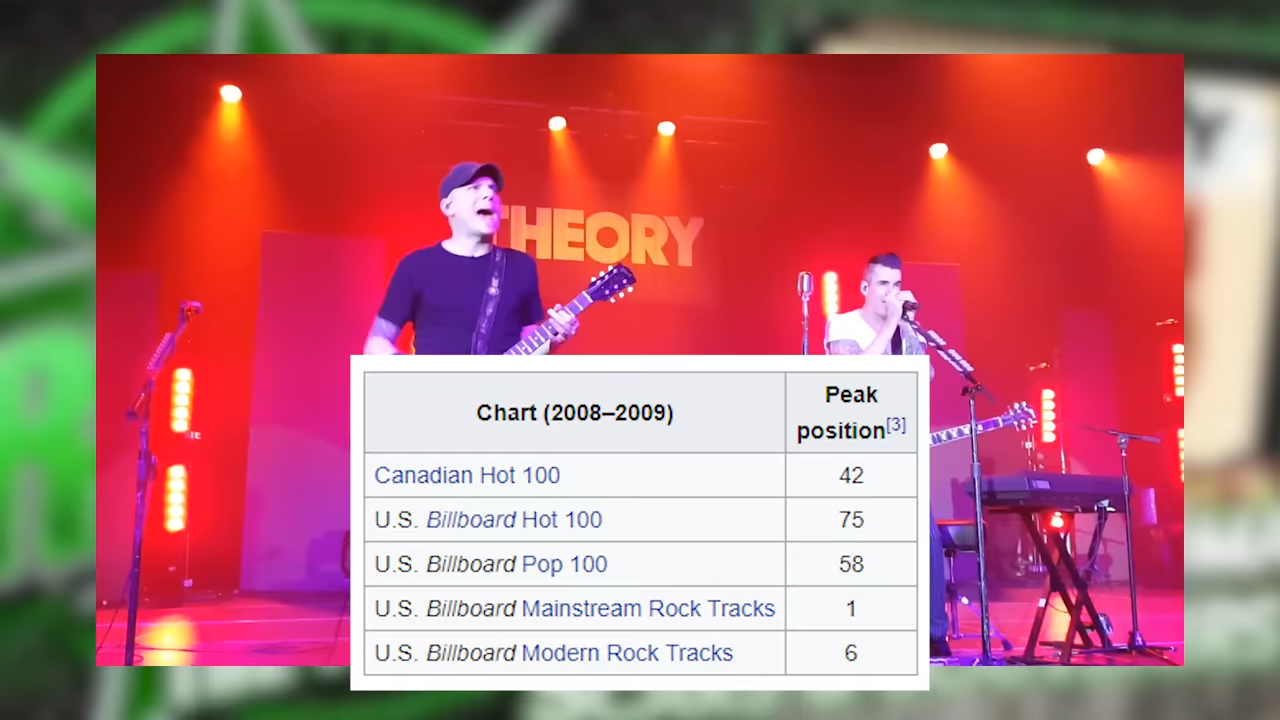 THEORY
Chart (2008–2009) Peak position[3]
Canadian Hot 100 42
U.S. Billboard Hot 100 75
U.S. Billboard Pop 100 58
U.S. Billboard Mainstream Rock Tracks 1
U.S. Billboard Modern Rock Tracks 6